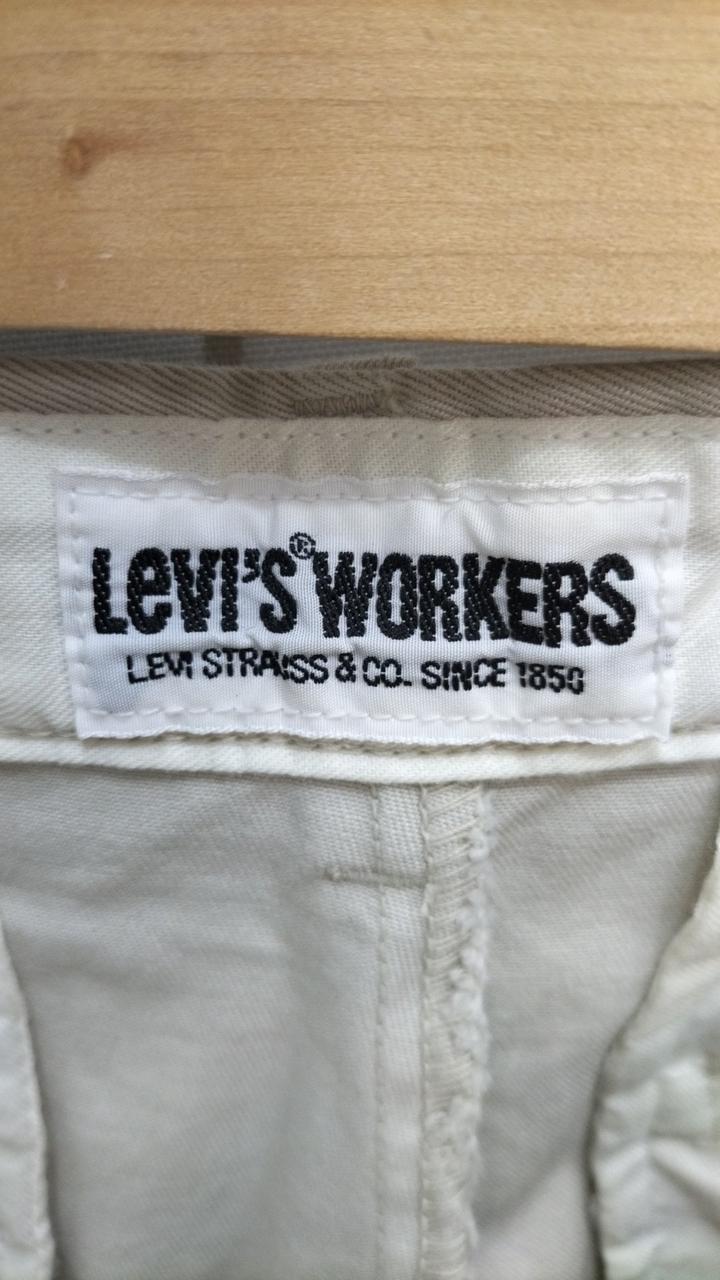 LeVI'S® WORKERS
LEVI STRAUSS & CO. SINCE 1850